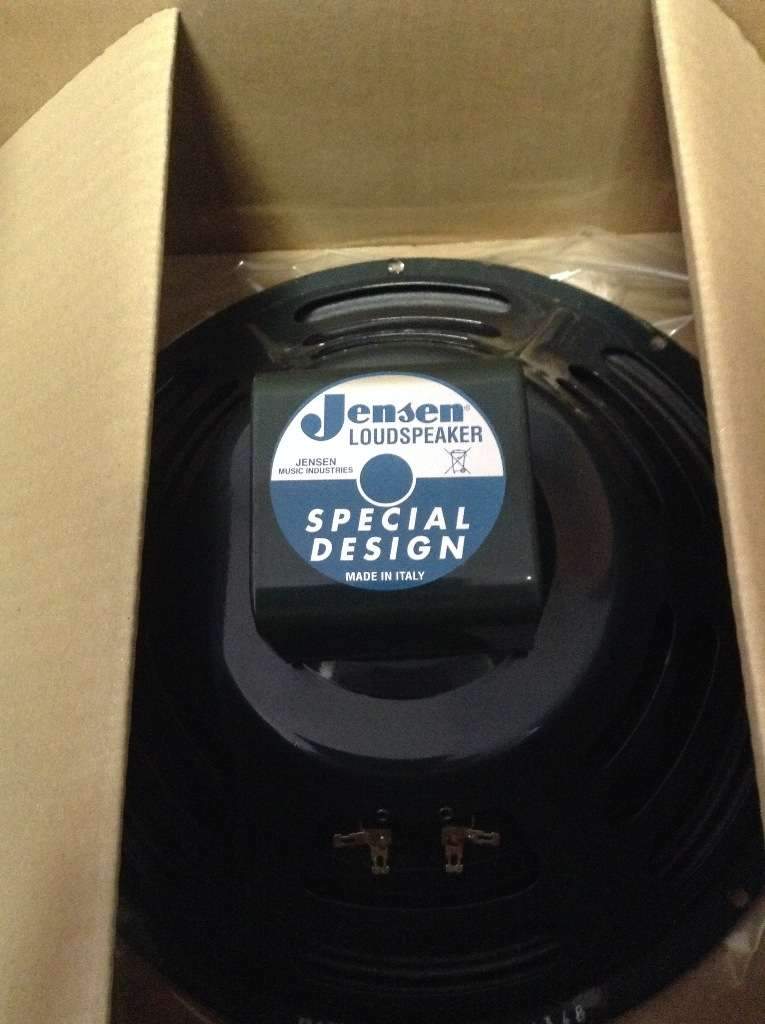 Jensen®
LOUDSPEAKER
JENSEN
MUSIC INDUSTRIES
SPECIAL
DESIGN
MADE IN ITALY